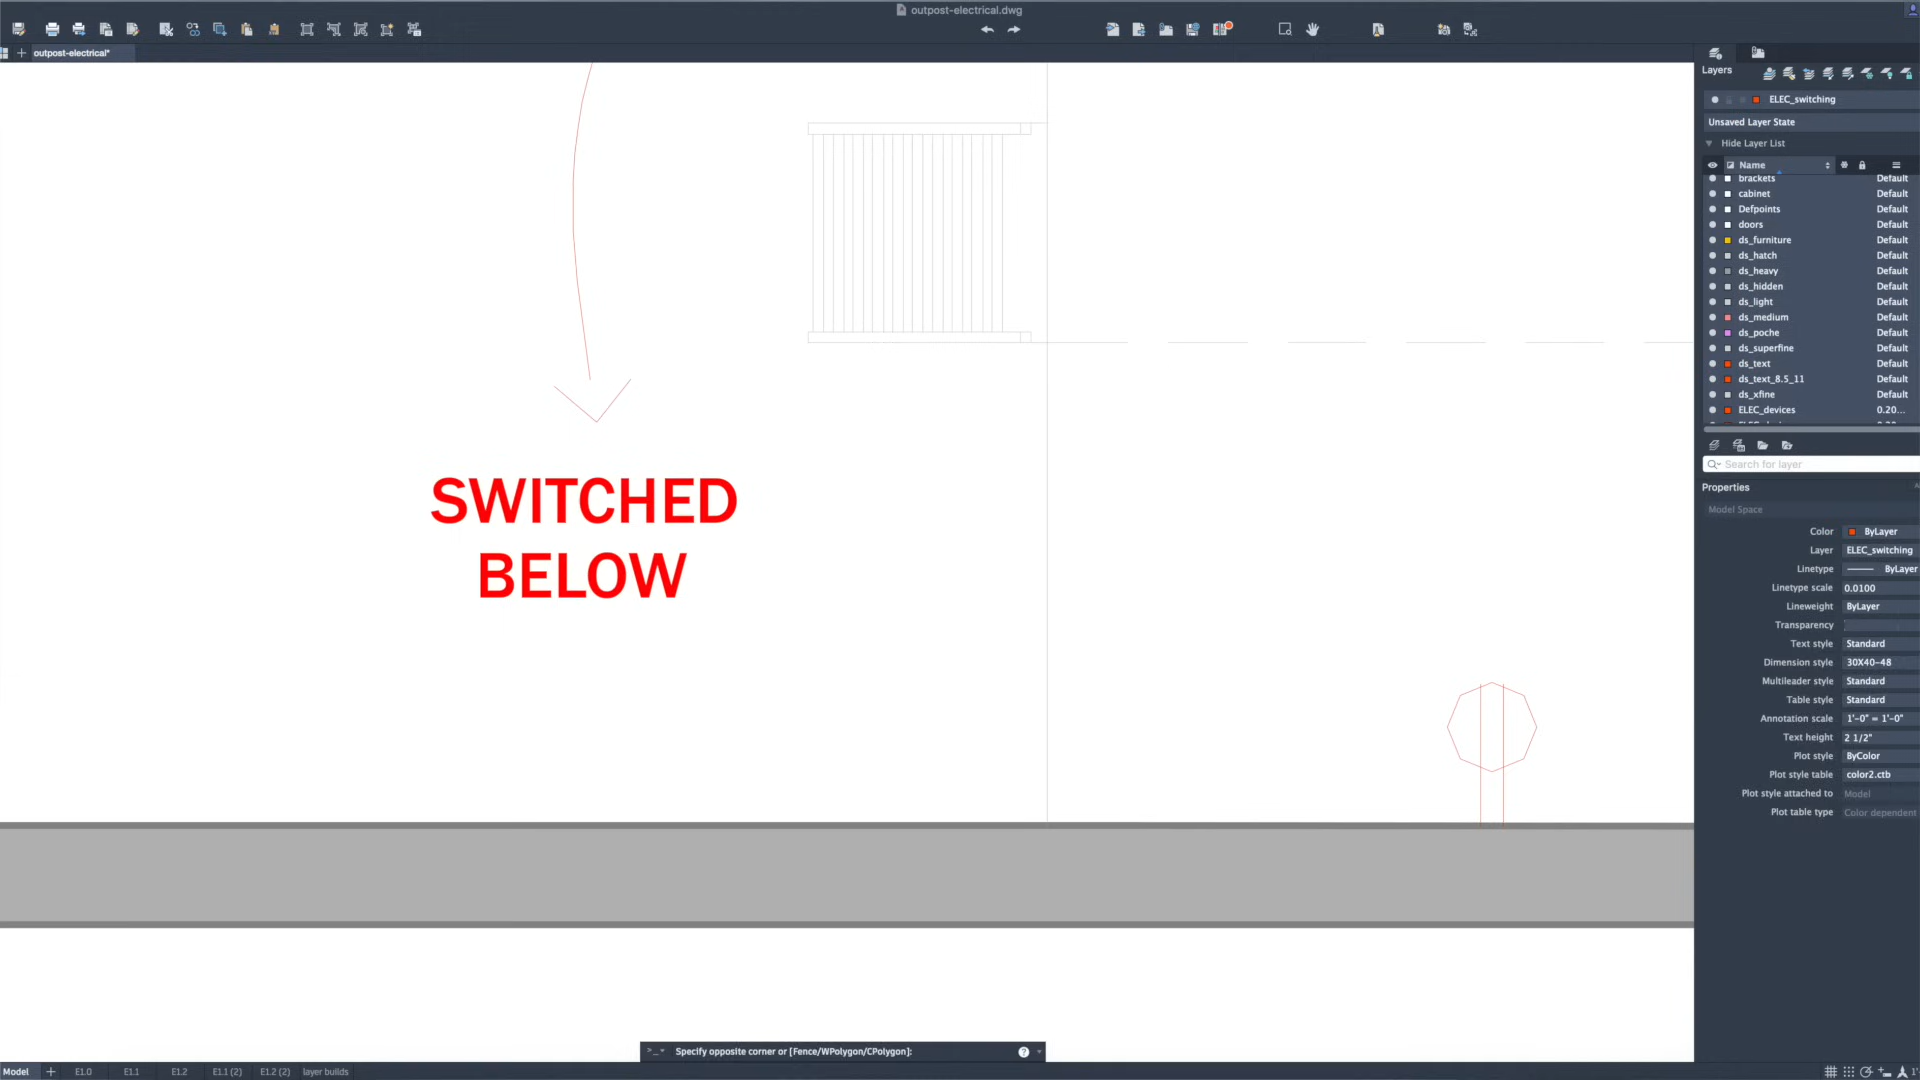 outpost-electrical.dwg
outpost-electrical*
Layers
ELEC_switching
Unsaved Layer State
Hide Layer List
Name
brackets Default
cabinet Default
Defpoints Default
doors Default
ds_furniture Default
ds_hatch Default
ds_heavy Default
ds_hidden Default
ds_light Default
ds_medium Default
ds_poche Default
ds_superfine Default
ds_text Default
ds_text_8.5_11 Default
ds_xfine Default
ELEC_devices 0.20...
Search for layer
Properties
Model Space
Color ByLayer
Layer ELEC_switching
Linetype ByLayer
Linetype scale 0.0100
Lineweight ByLayer
Transparency
Text style Standard
Dimension style 30X40-48
Multileader style Standard
Table style Standard
Annotation scale 1'-0" = 1'-0"
Text height 2 1/2"
Plot style ByColor
Plot style table color2.ctb
Plot style attached to Model
Plot table type Color dependent
SWITCHED
BELOW
Specify opposite corner or [Fence/WPolygon/CPolygon]:
Model E1.0 E1.1 E1.2 E1.1 (2) E1.2 (2) layer builds